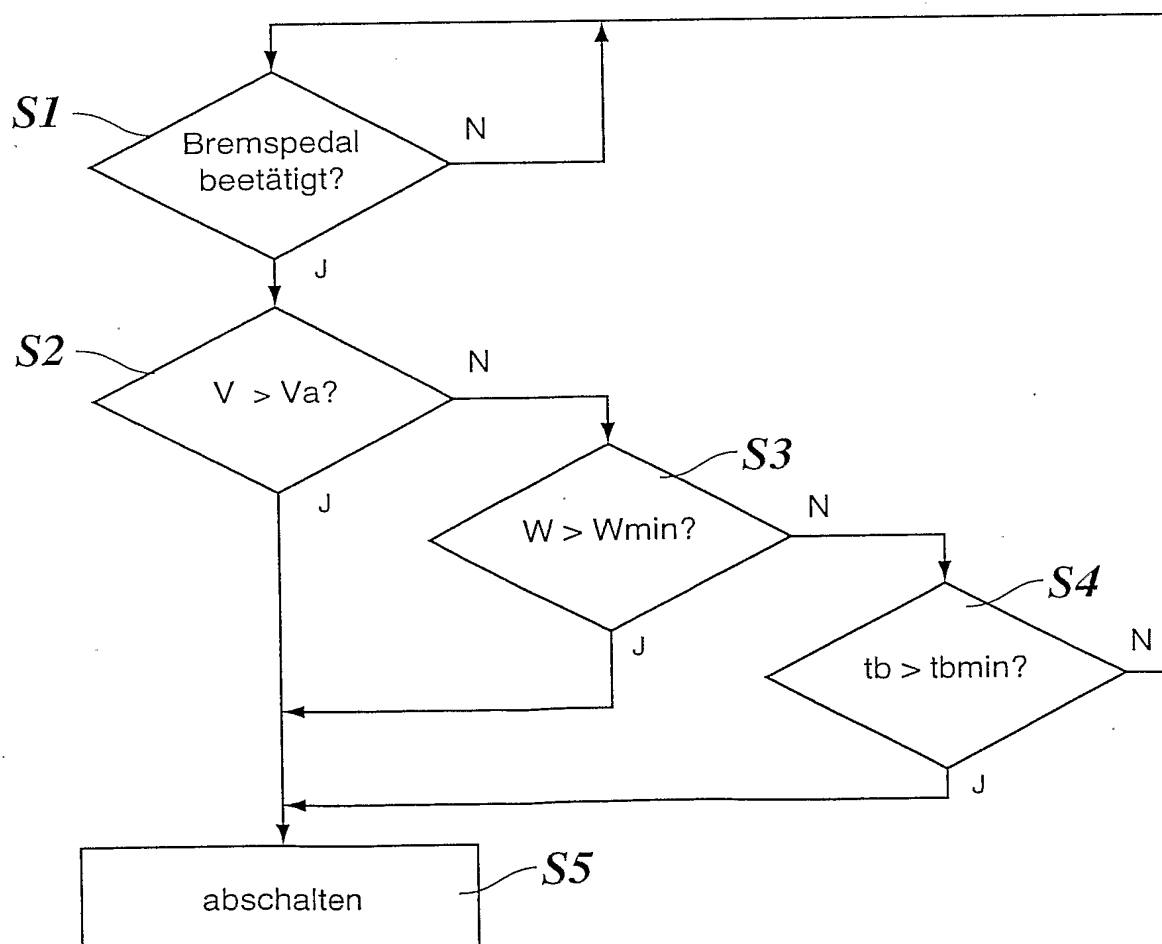 S1
Bremspedal
beetätigt?
N
J
S2
V > Va?
N
J
S3
W > Wmin?
N
J
S4
tb > tbmin?
N
J
abschalten
S5